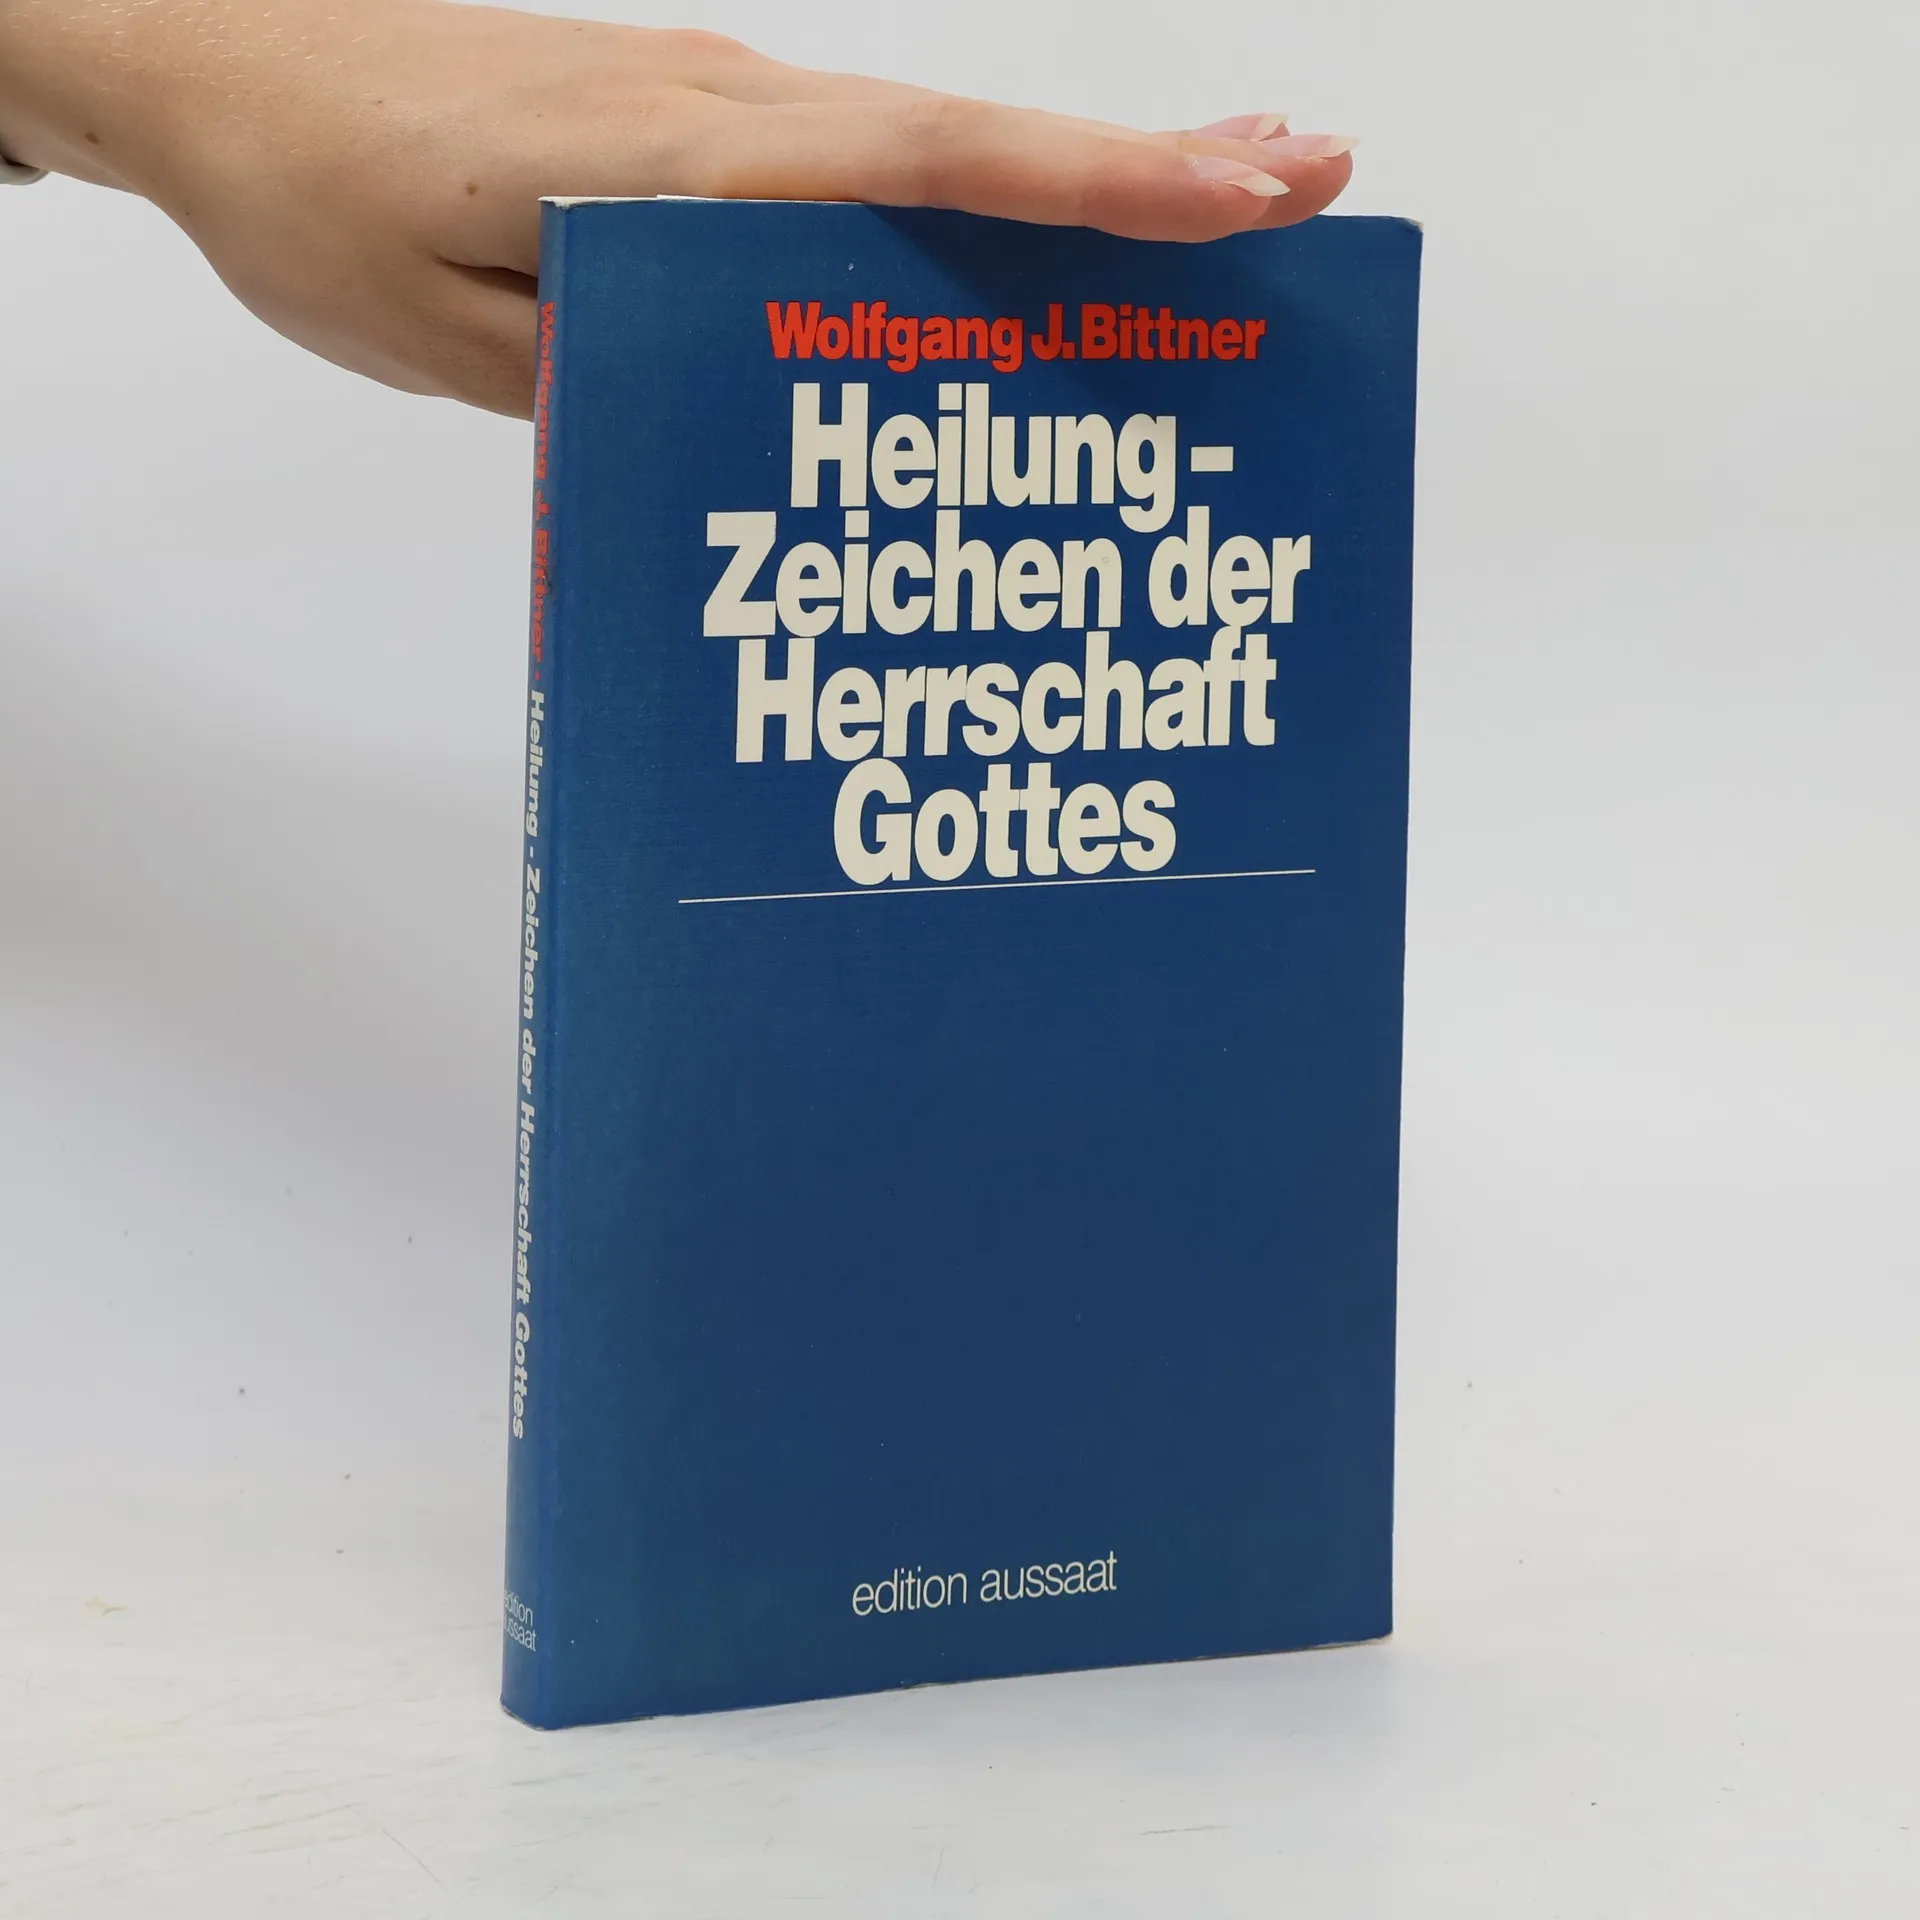 Wolfgang J. Bittner
Heilung-
Zeichen der
Herrschaft
Gottes
edition aussaat
Wolfgang J. Bittner · Heilung - Zeichen der Herrschaft Gottes
edition
aussaat